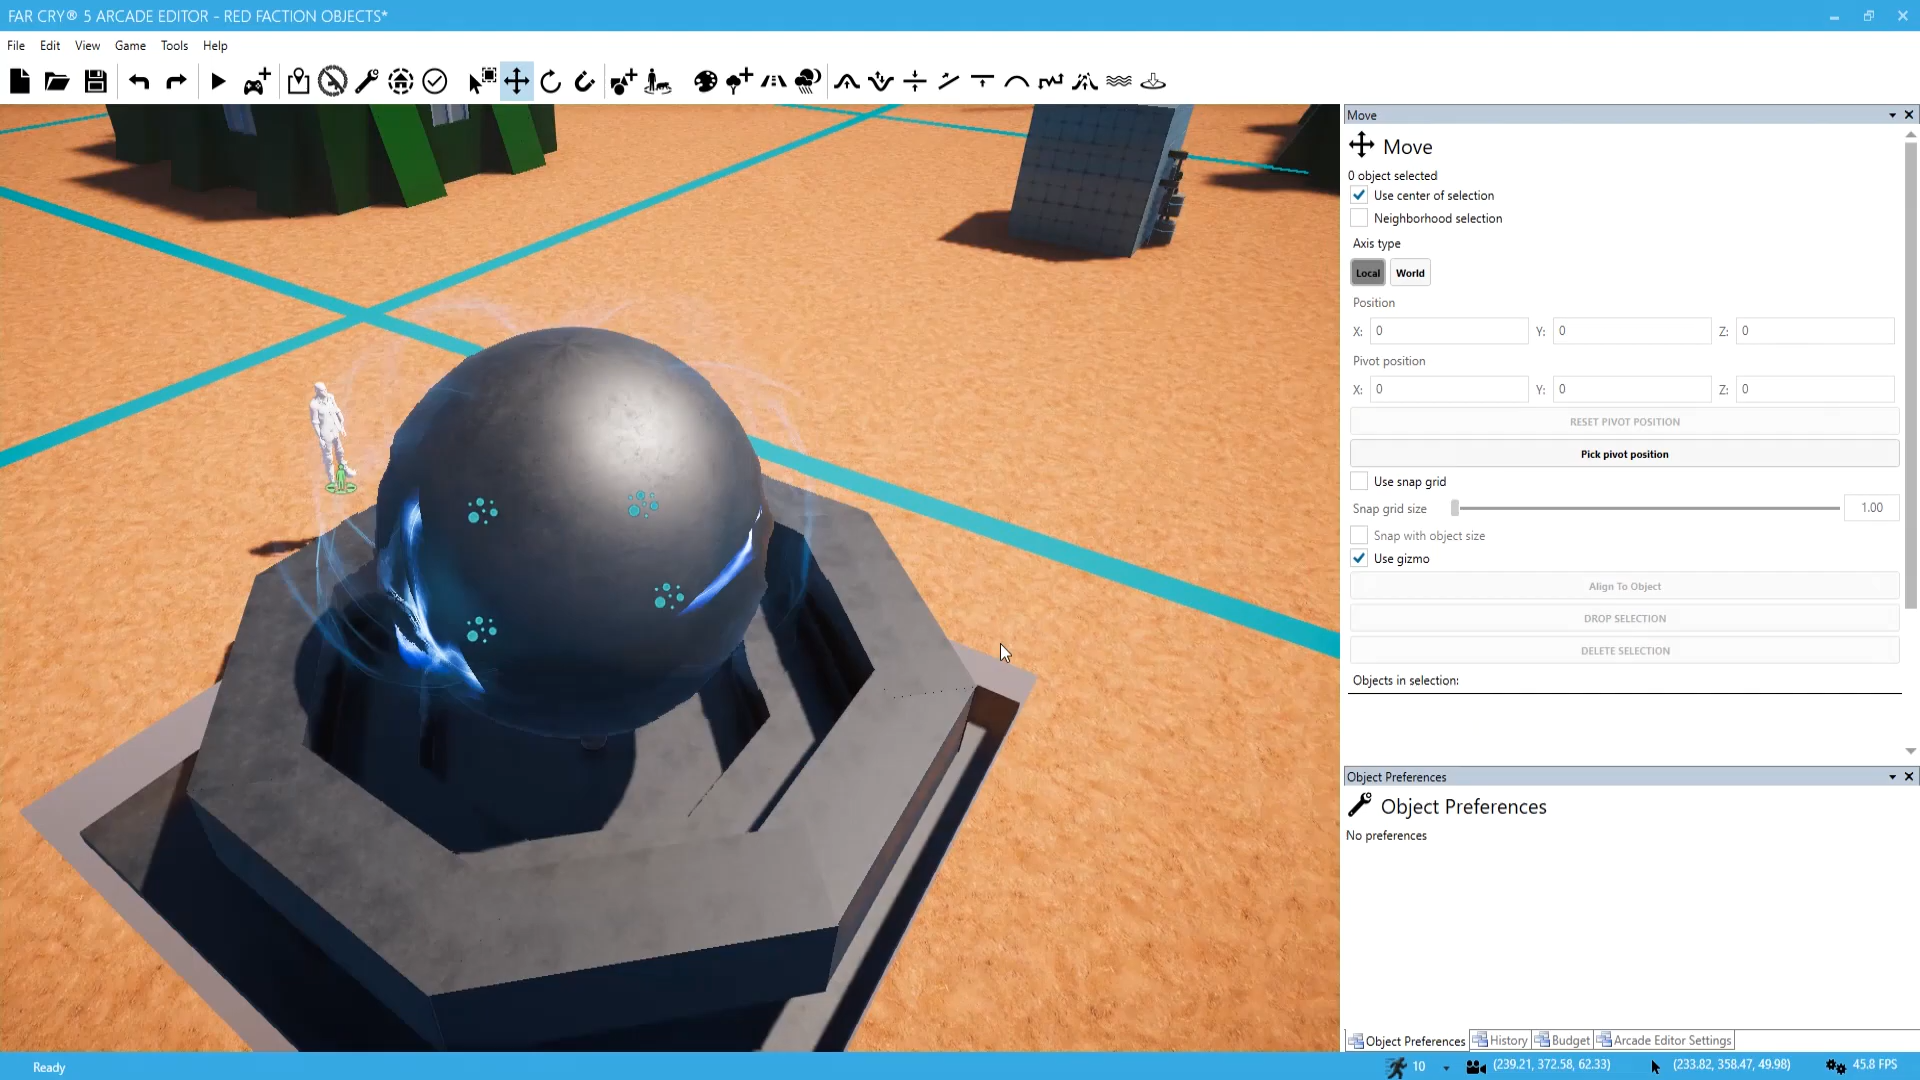 FAR CRY® 5 ARCADE EDITOR - RED FACTION OBJECTS*
File Edit View Game Tools Help
Move
Move
0 object selected
Use center of selection
Neighborhood selection
Axis type
Local World
Position
X: 0 Y: 0 Z: 0
Pivot position
X: 0 Y: 0 Z: 0
RESET PIVOT POSITION
Pick pivot position
Use snap grid
Snap grid size 1.00
Snap with object size
Use gizmo
Align To Object
DROP SELECTION
DELETE SELECTION
Objects in selection:
Object Preferences
Object Preferences
No preferences
Object Preferences History Budget Arcade Editor Settings
Ready 10 (239.21, 372.58, 62.33) (233.82, 358.47, 49.98) 45.8 FPS